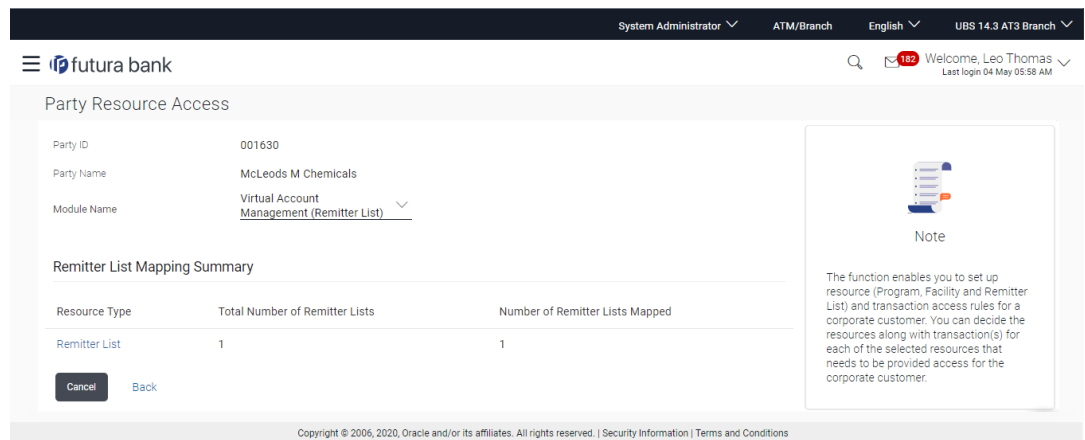 System Administrator ATM/Branch English UBS 14.3 AT3 Branch
futura bank 182 Welcome, Leo Thomas
Last login 04 May 05:58 AM
Party Resource Access
Party ID 001630
Party Name McLeods M Chemicals
Module Name Virtual Account
Management (Remitter List)
Remitter List Mapping Summary
Resource Type Total Number of Remitter Lists Number of Remitter Lists Mapped
Remitter List 1 1
Cancel Back
Note
The function enables you to set up
resource (Program, Facility and Remitter
List) and transaction access rules for a
corporate customer. You can decide the
resources along with transaction(s) for
each of the selected resources that
needs to be provided access for the
corporate customer.
Copyright © 2006, 2020, Oracle and/or its affiliates. All rights reserved. | Security Information | Terms and Conditions